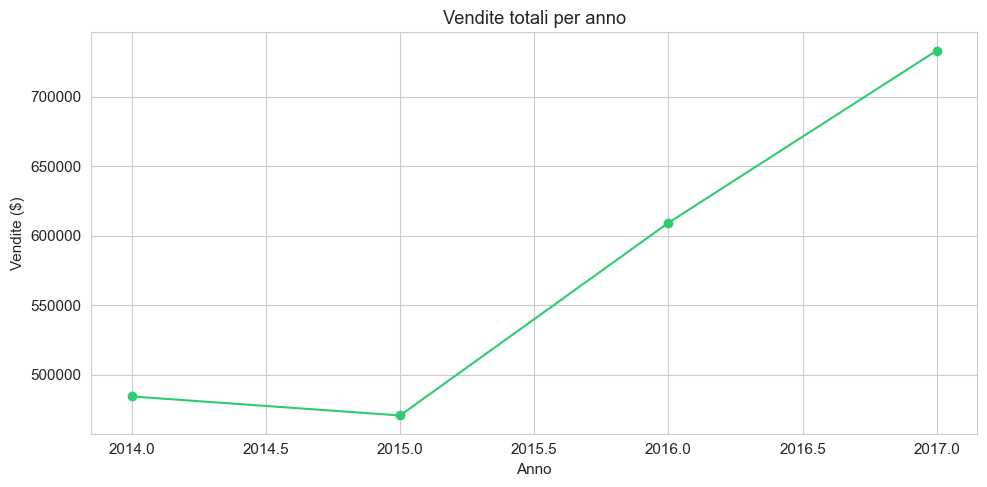 Vendite totali per anno
Vendite ($)
700000
650000
600000
550000
500000
2014.0 2014.5 2015.0 2015.5 2016.0 2016.5 2017.0
Anno